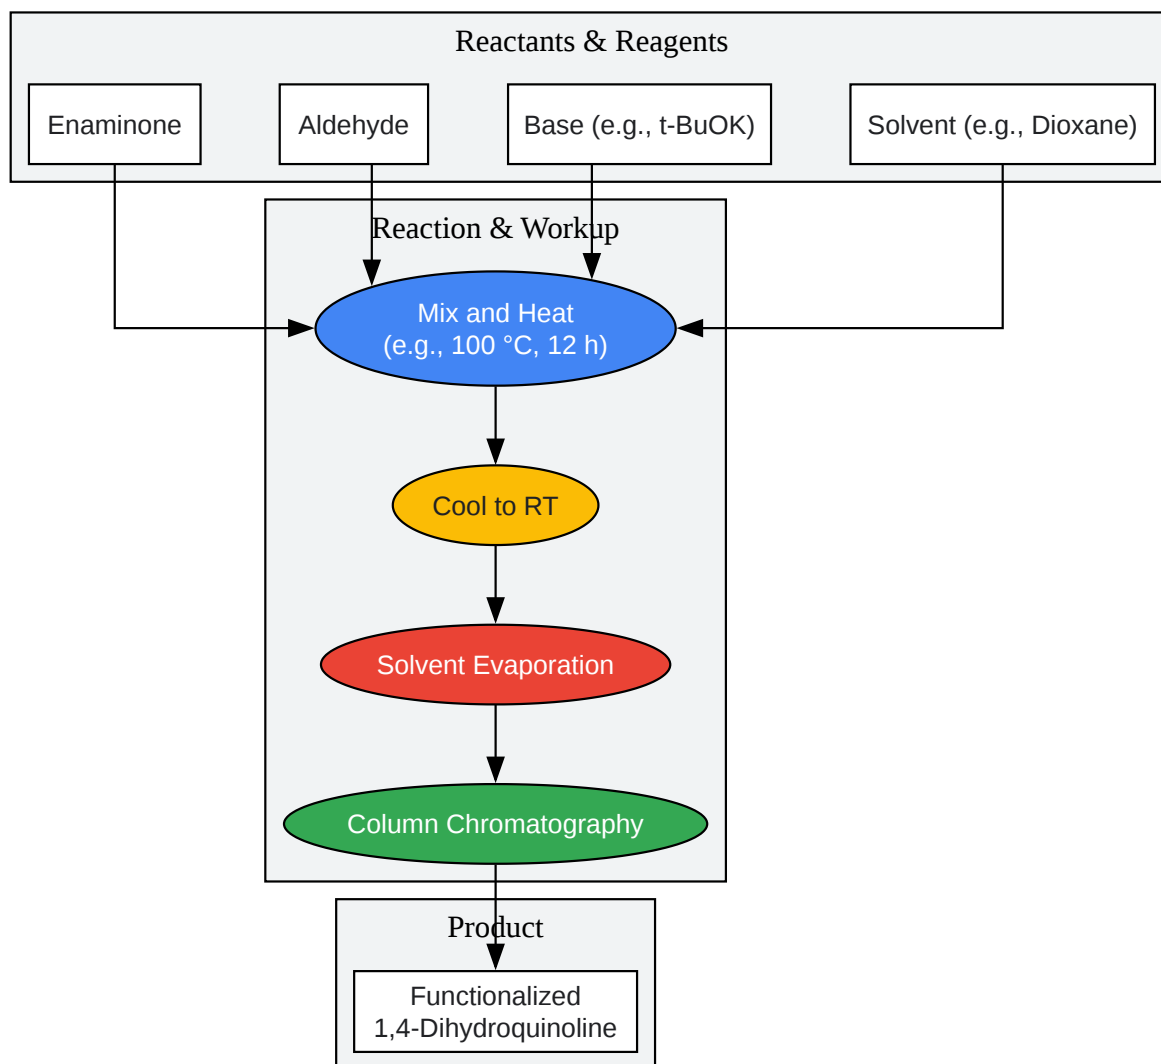 Reactants & Reagents
Enaminone
Aldehyde
Base (e.g., t-BuOK)
Solvent (e.g., Dioxane)
Reaction & Workup
Mix and Heat
(e.g., 100 °C, 12 h)
Cool to RT
Solvent Evaporation
Column Chromatography
Product
Functionalized
1,4-Dihydroquinoline